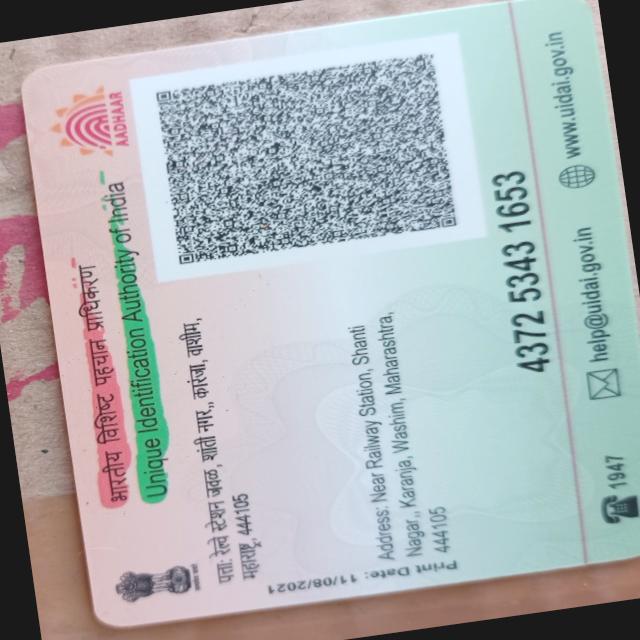 भारतीय विशिष्ट पहचान प्राधिकरण
Unique Identification Authority of India
AADHAAR
पता: रेल्वे स्टेशन जवळ, शांती नगर,, कारंजा, वाशीम,
महाराष्ट्र, 444105
Address: Near Railway Station, Shanti
Nagar,, Karanja, Washim, Maharashtra,
444105
Print Date: 11/08/2021
4372 5343 1653
1947
help@uidai.gov.in
www.uidai.gov.in